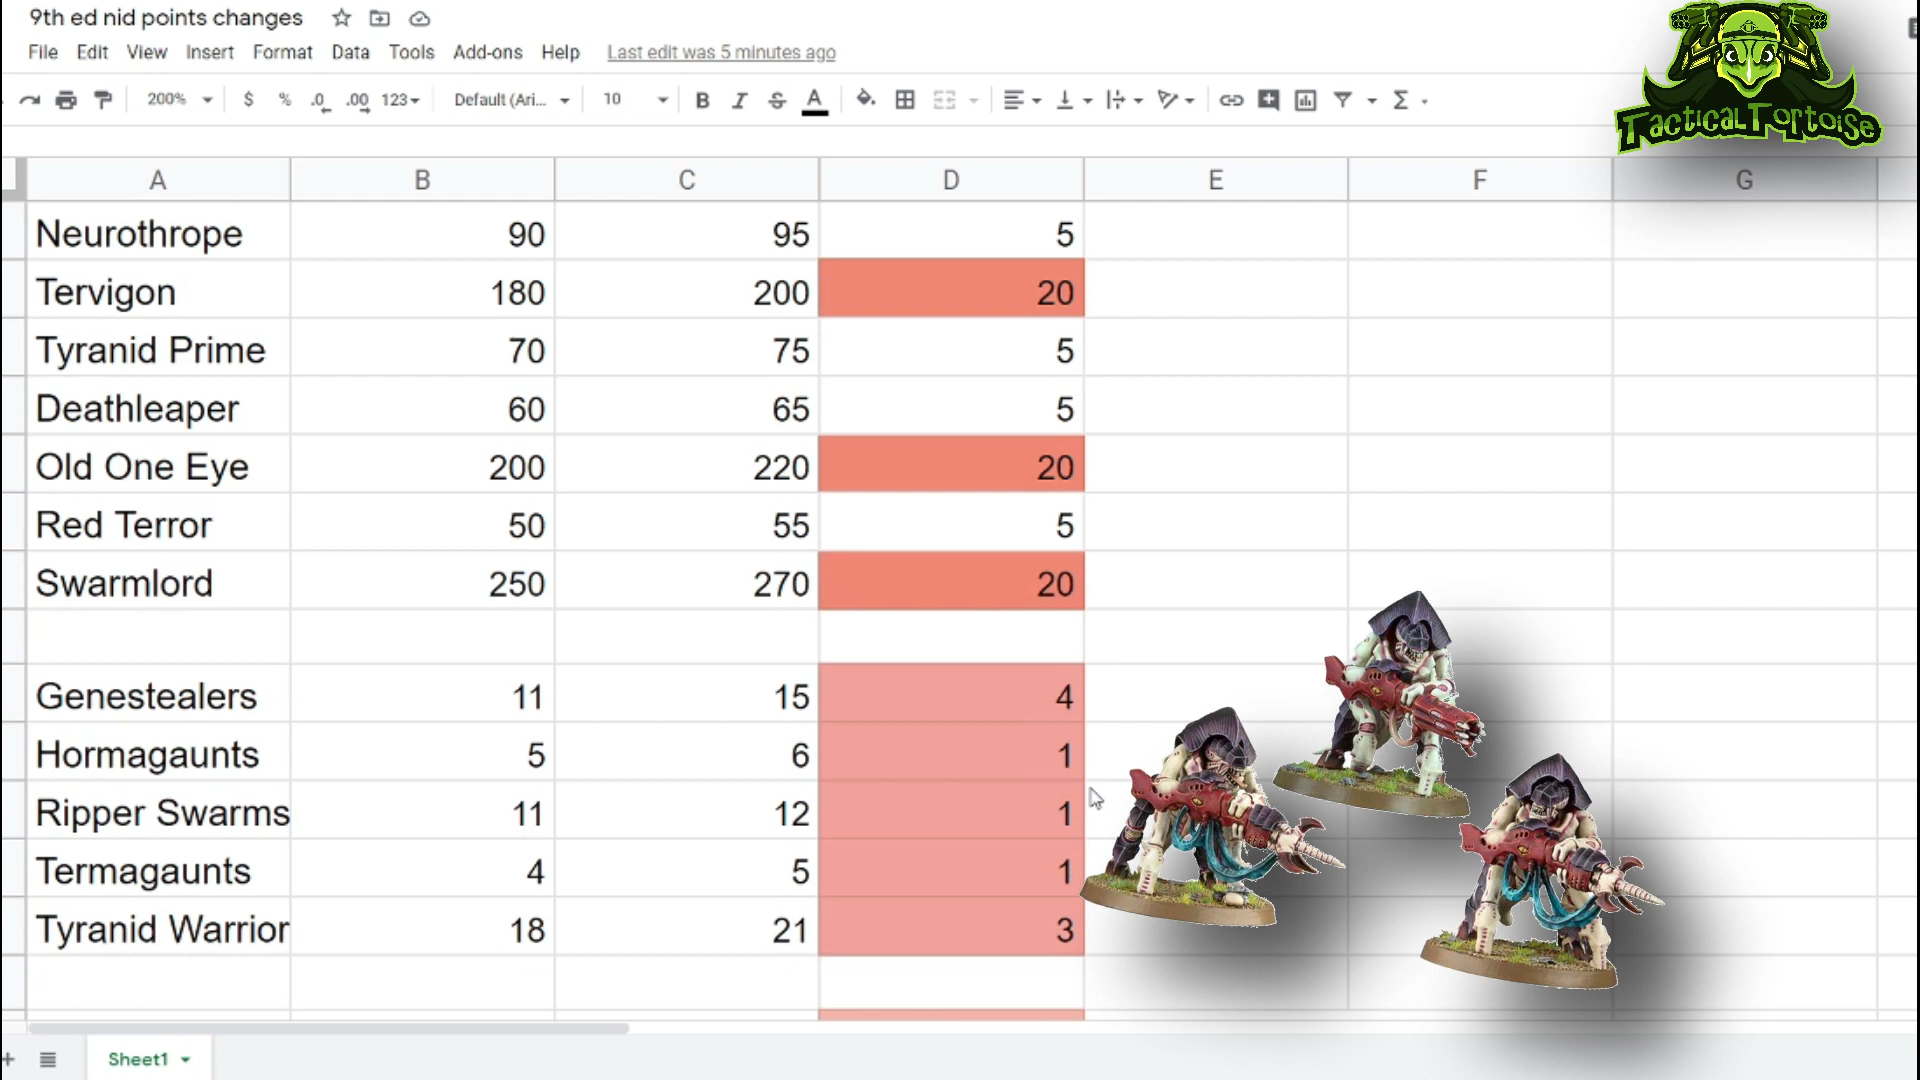 9th ed nid points changes
File Edit View Insert Format Data Tools Add-ons Help Last edit was 5 minutes ago
200% $ % .0 .00 123 Default (Ari... 10 B I S A Σ
TacticalTortoise
A B C D E F G
Neurothrope 90 95 5
Tervigon 180 200 20
Tyranid Prime 70 75 5
Deathleaper 60 65 5
Old One Eye 200 220 20
Red Terror 50 55 5
Swarmlord 250 270 20
Genestealers 11 15 4
Hormagaunts 5 6 1
Ripper Swarms 11 12 1
Termagaunts 4 5 1
Tyranid Warrior 18 21 3
Sheet1